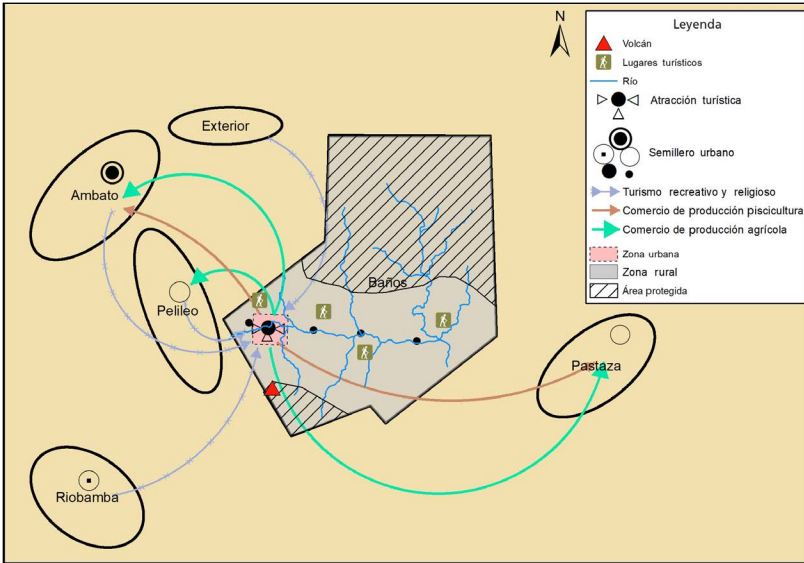 N
Leyenda
Volcán
Lugares turísticos
Río
Atracción turística
Semillero urbano
Turismo recreativo y religioso
Comercio de producción piscicultura
Comercio de producción agrícola
Zona urbana
Zona rural
Área protegida
Exterior
Ambato
Baños
Pelileo
Pastaza
Riobamba